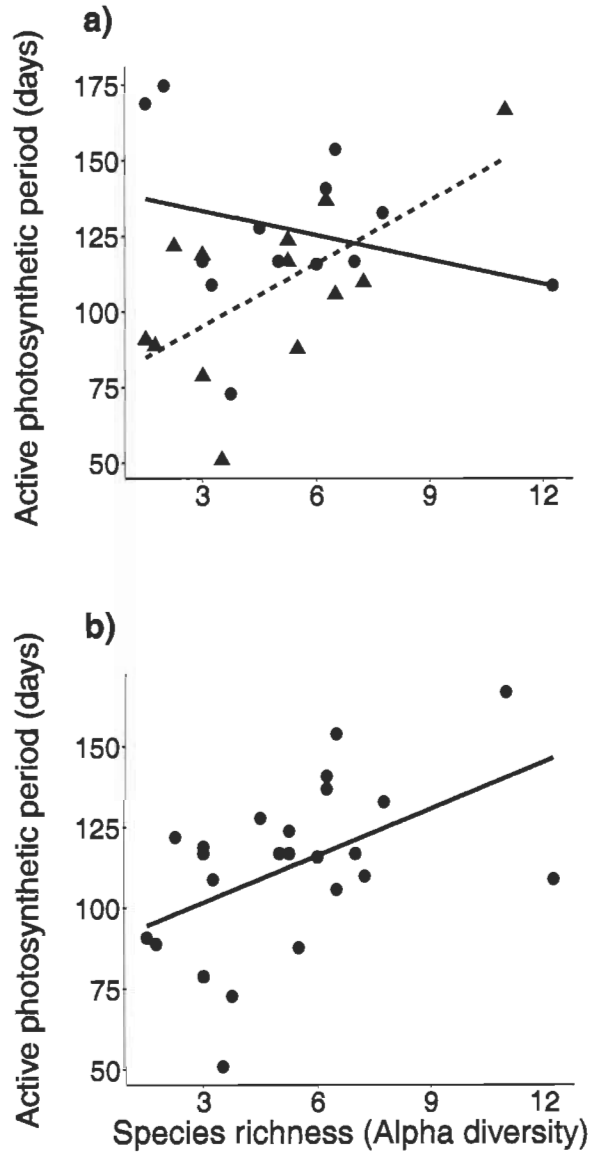 a)
Active photosynthetic period (days)
175
150
125
100
75
50
3 6 9 12
b)
Active photosynthetic period (days)
150
125
100
75
50
3 6 9 12
Species richness (Alpha diversity)